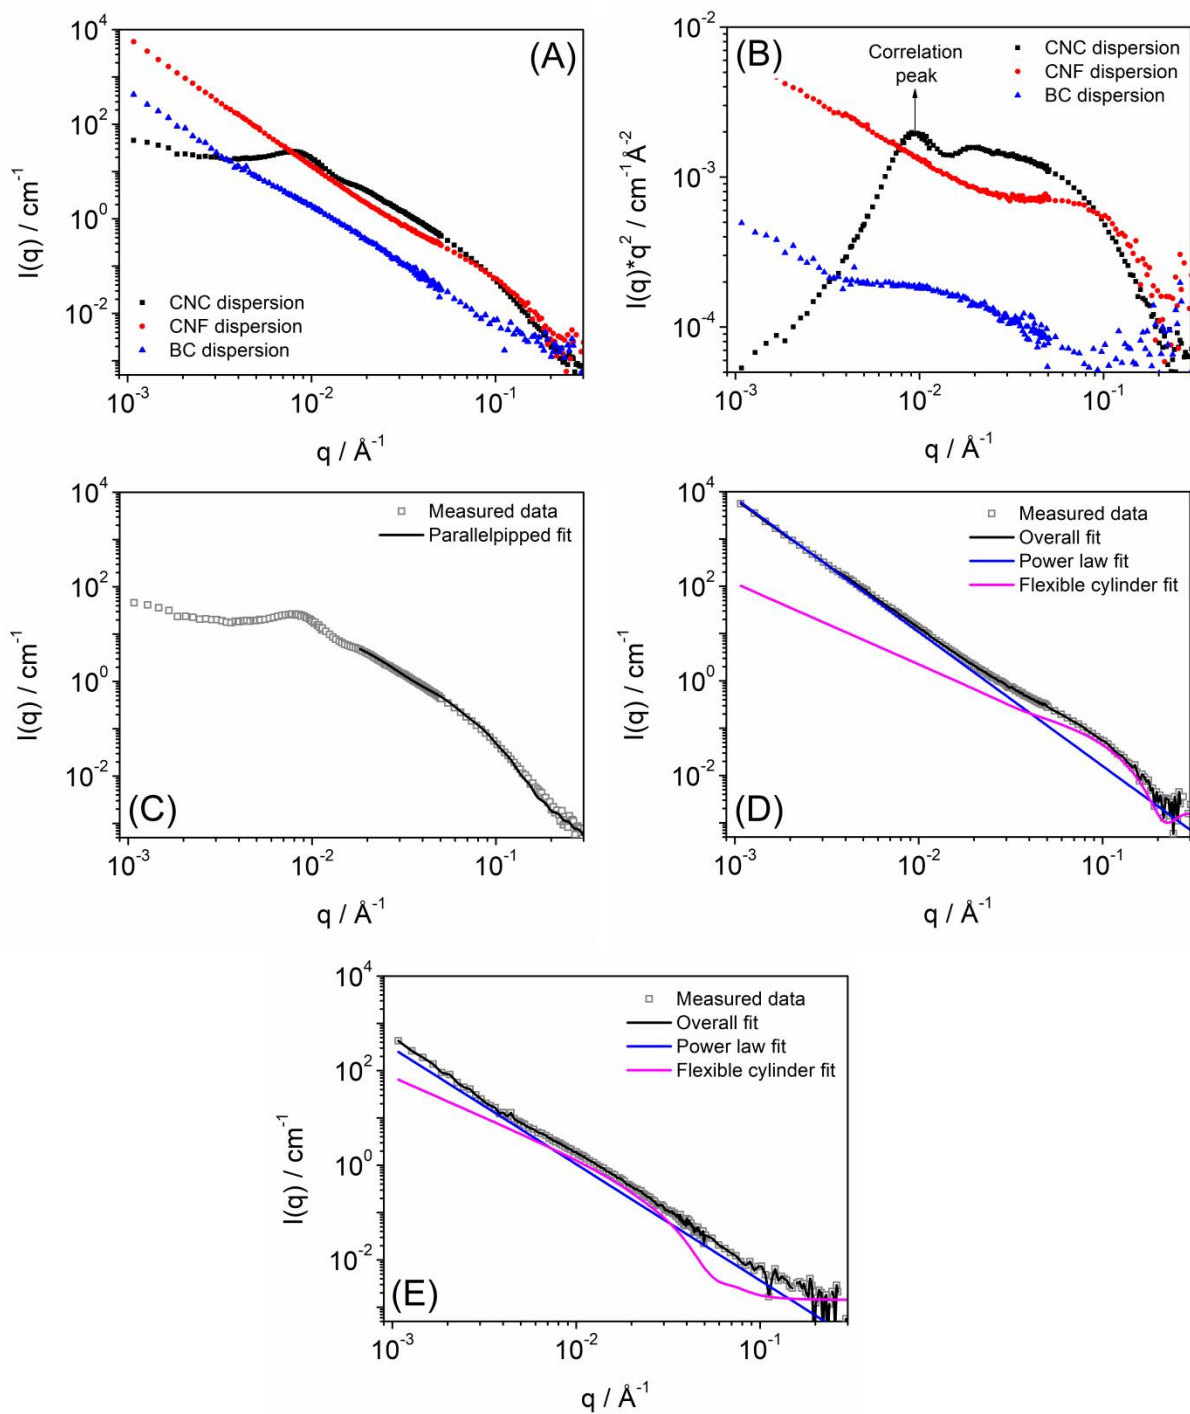 (A)
10^4
10^2
10^0
10^-2
I(q) / cm^-1
CNC dispersion
CNF dispersion
BC dispersion
10^-3
10^-2
10^-1
q / Å^-1
(B)
10^-2
10^-3
10^-4
I(q)*q^2 / cm^-1Å^-2
Correlation
peak
CNC dispersion
CNF dispersion
BC dispersion
10^-3
10^-2
10^-1
q / Å^-1
10^4
10^2
10^0
10^-2
I(q) / cm^-1
Measured data
Parallelpipped fit
(C)
10^-3
10^-2
10^-1
q / Å^-1
10^4
10^2
10^0
10^-2
I(q) / cm^-1
Measured data
Overall fit
Power law fit
Flexible cylinder fit
(D)
10^-3
10^-2
10^-1
q / Å^-1
10^4
10^2
10^0
10^-2
I(q) / cm^-1
Measured data
Overall fit
Power law fit
Flexible cylinder fit
(E)
10^-3
10^-2
10^-1
q / Å^-1